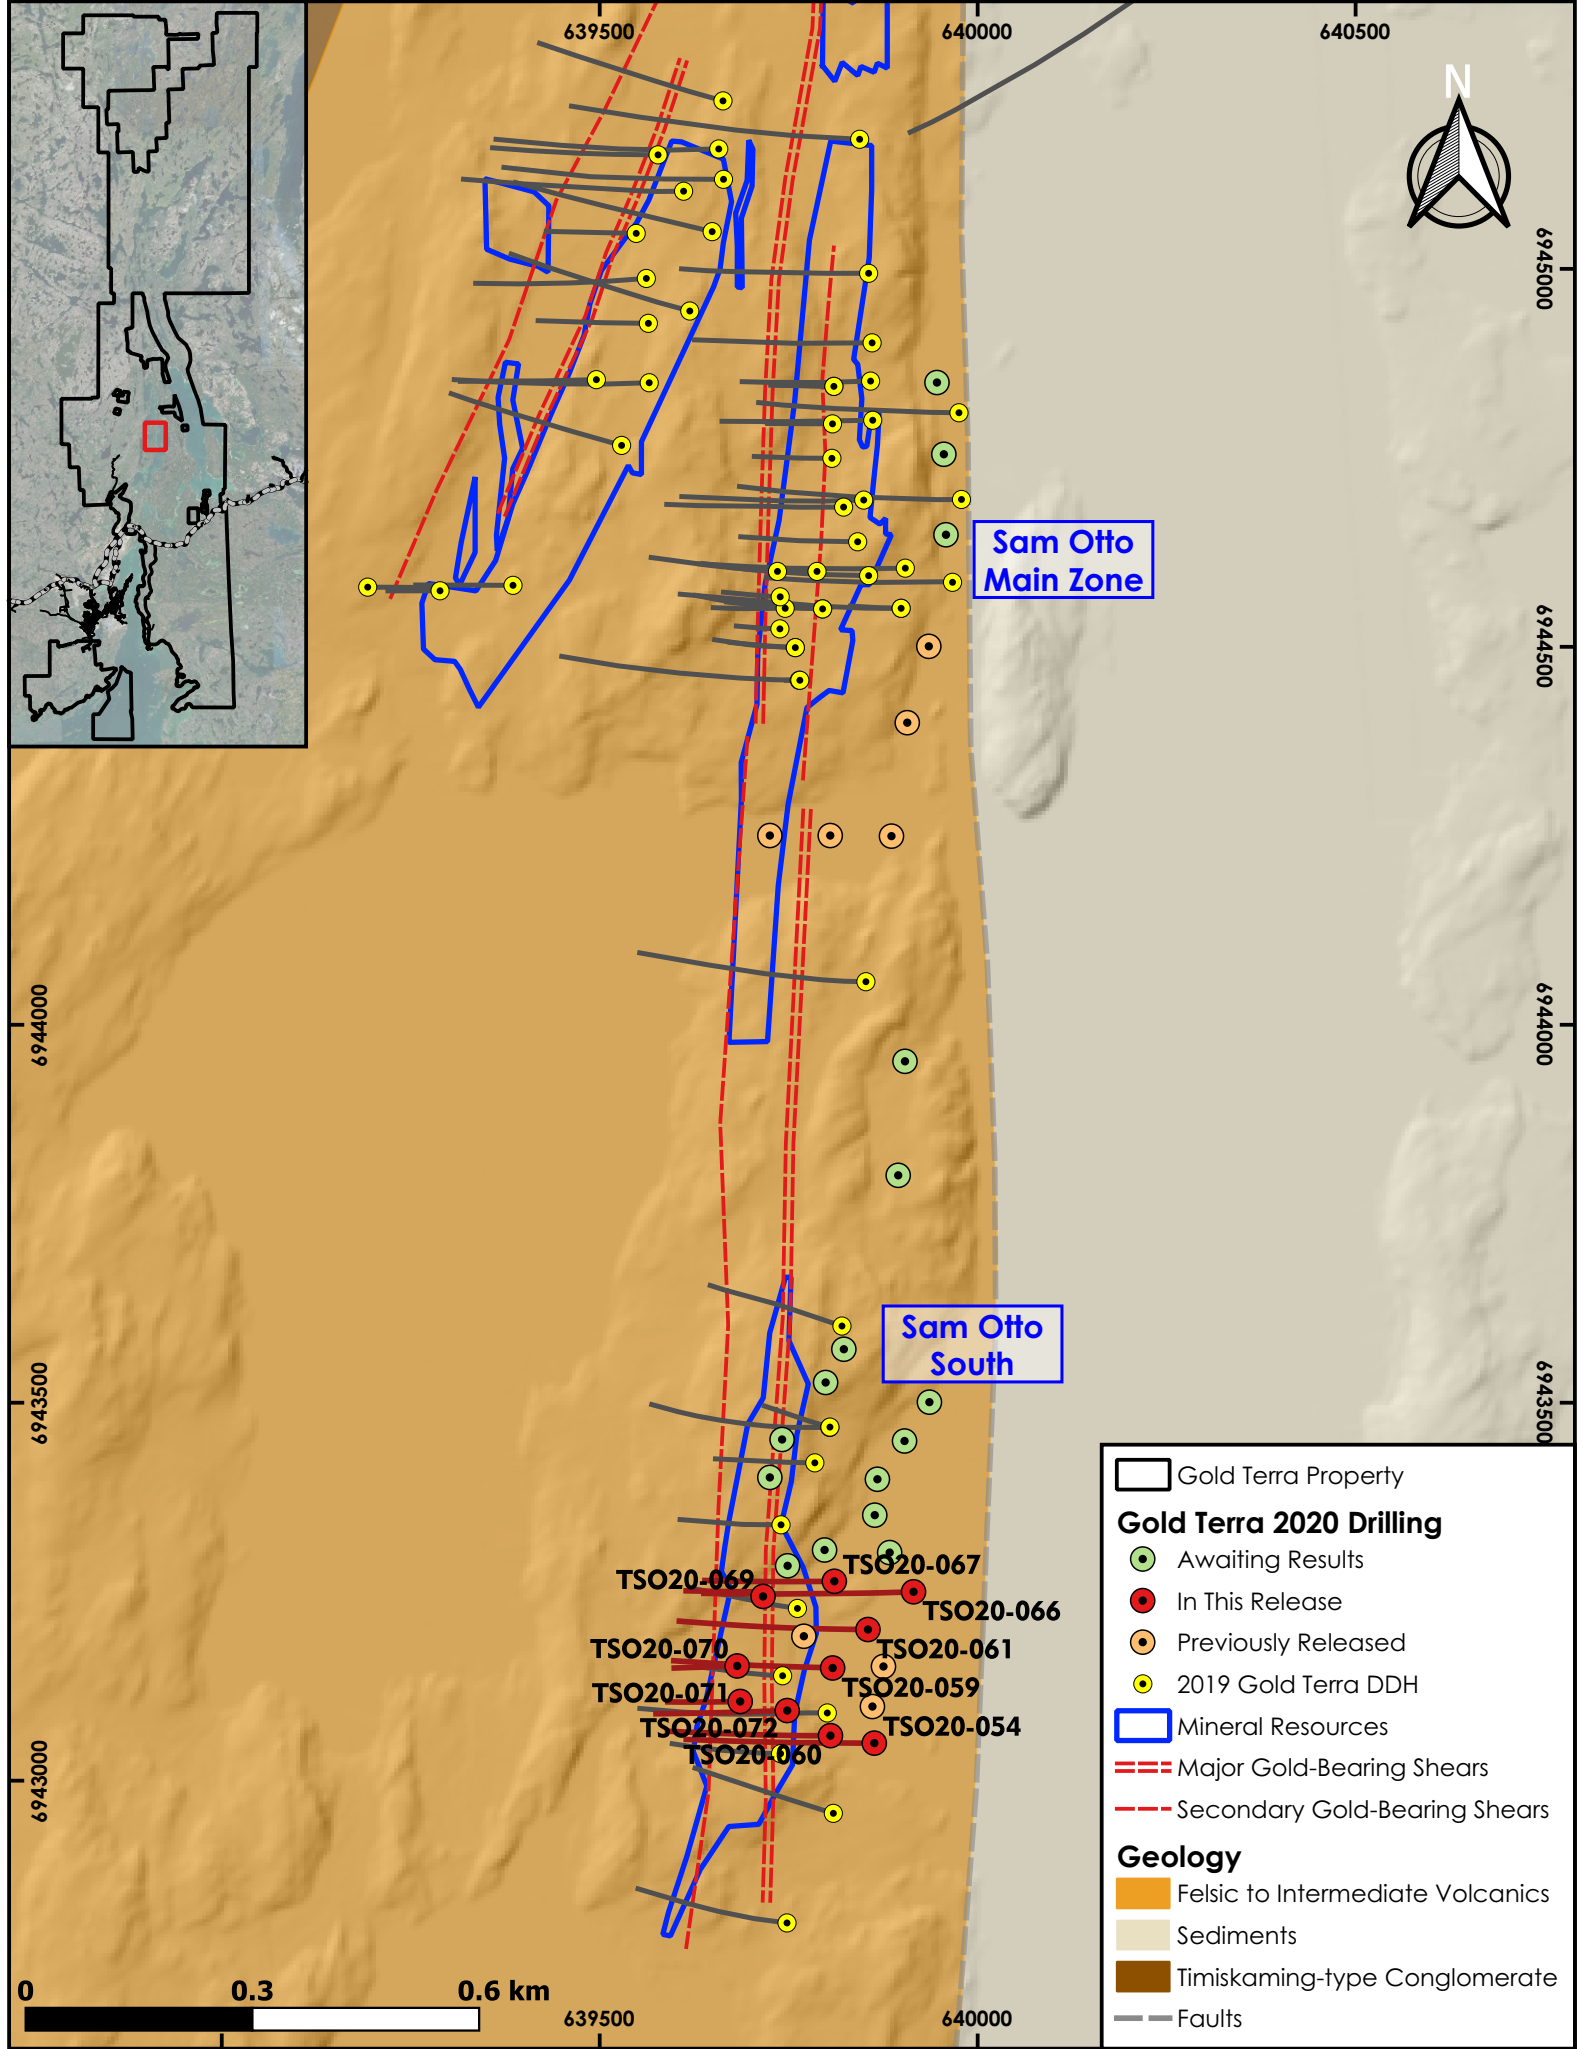 639500
640000
640500
N
6945000
Sam Otto
Main Zone
6944500
6944000
6944000
Sam Otto
South
6943500
6943500
TSO20-067
TSO20-069
TSO20-066
TSO20-070
TSO20-061
TSO20-059
TSO20-071
TSO20-072
TSO20-054
TSO20-060
6943000
Gold Terra Property
Gold Terra 2020 Drilling
Awaiting Results
In This Release
Previously Released
2019 Gold Terra DDH
Mineral Resources
Major Gold-Bearing Shears
Secondary Gold-Bearing Shears
Geology
Felsic to Intermediate Volcanics
Sediments
Timiskaming-type Conglomerate
Faults
0
0.3
0.6 km
639500
640000